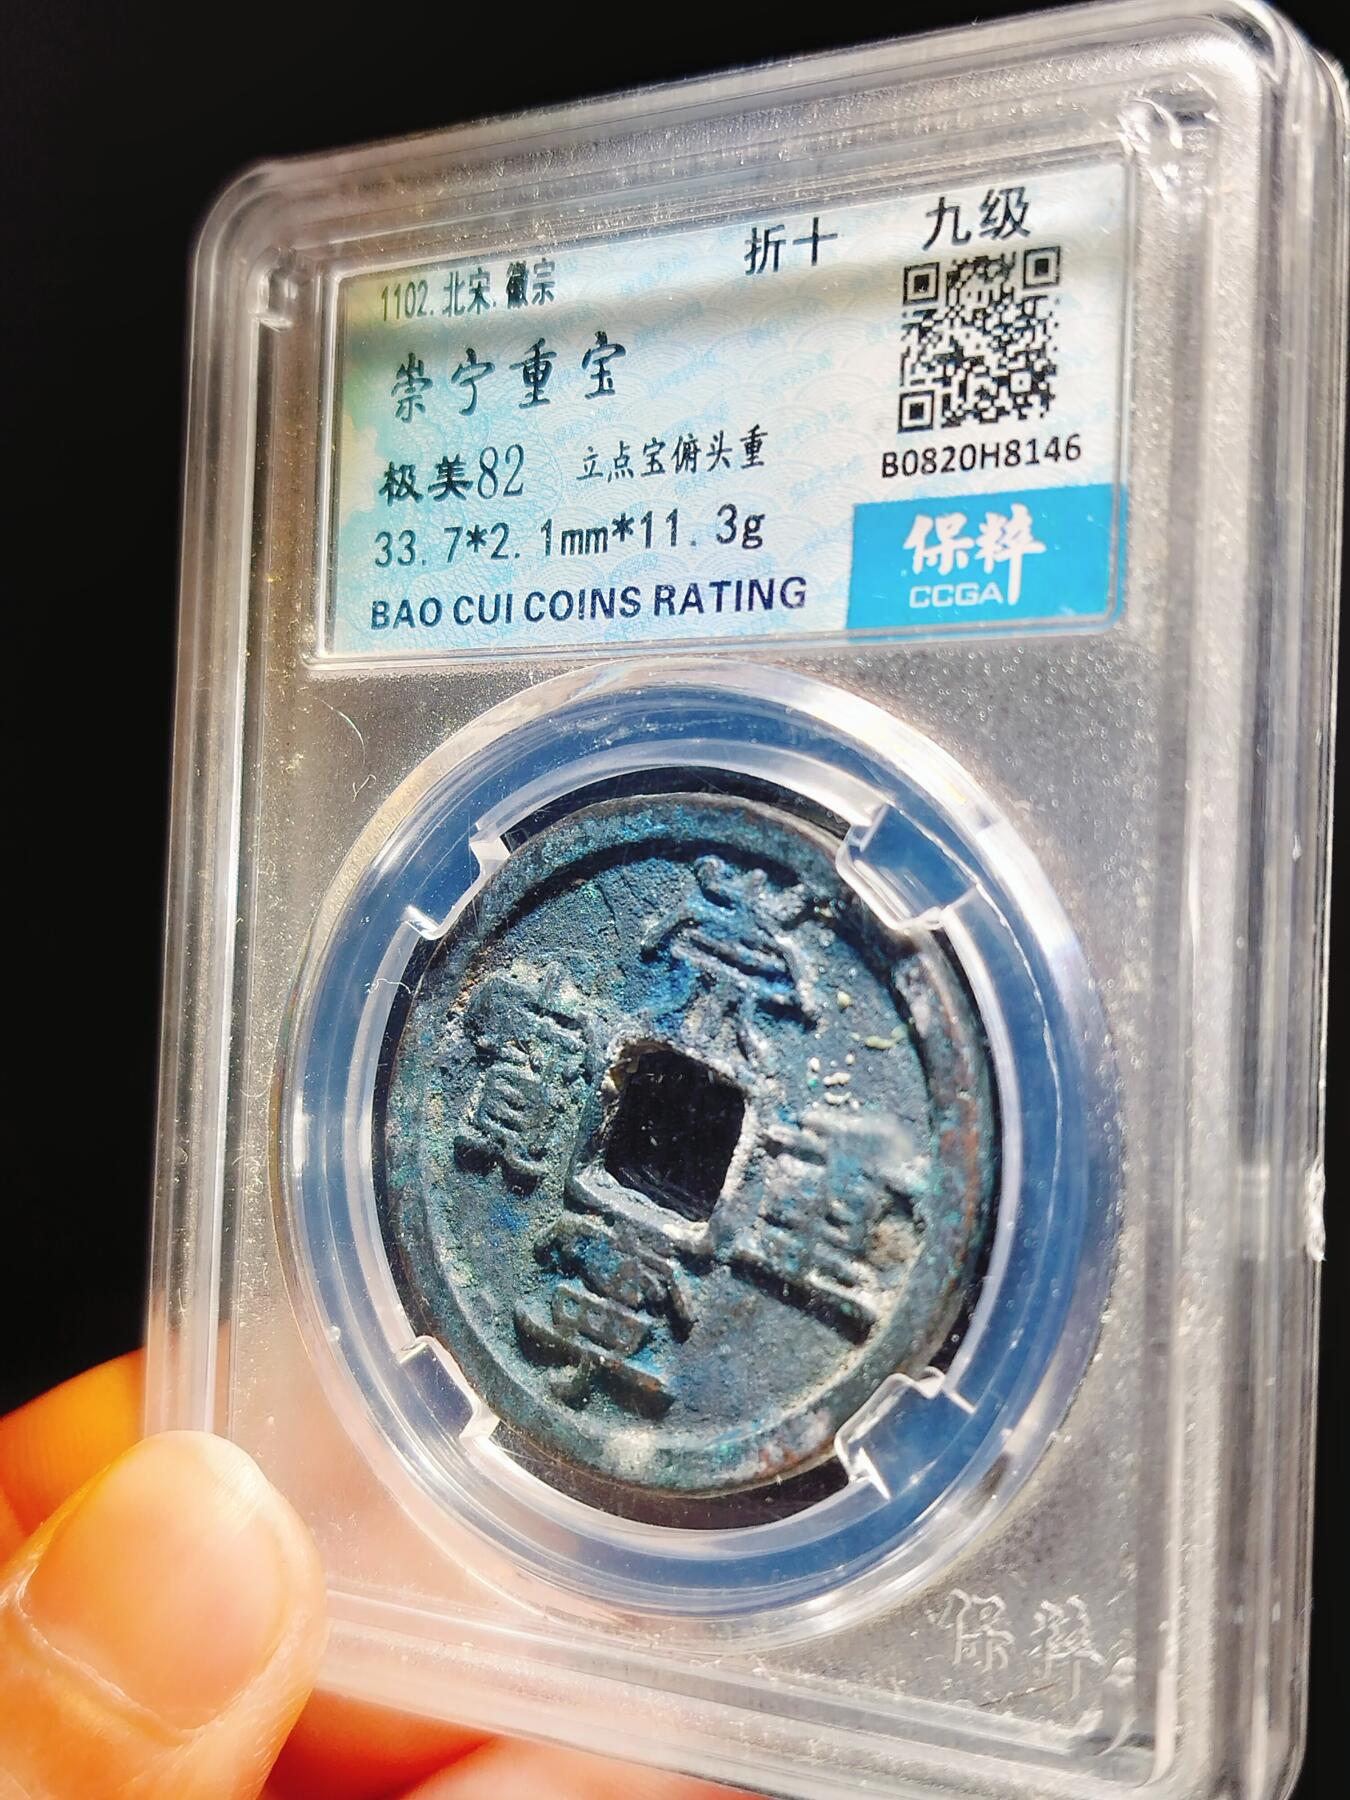 1102.北宋.徽宗
折十
九级
崇宁重宝
极美82
立点宝俯头重
33.7*2.1mm*11.3g
BAO CUI COINS RATING
B0820H8146
保粹
CCGA
崇
寧
重
寳
保粹